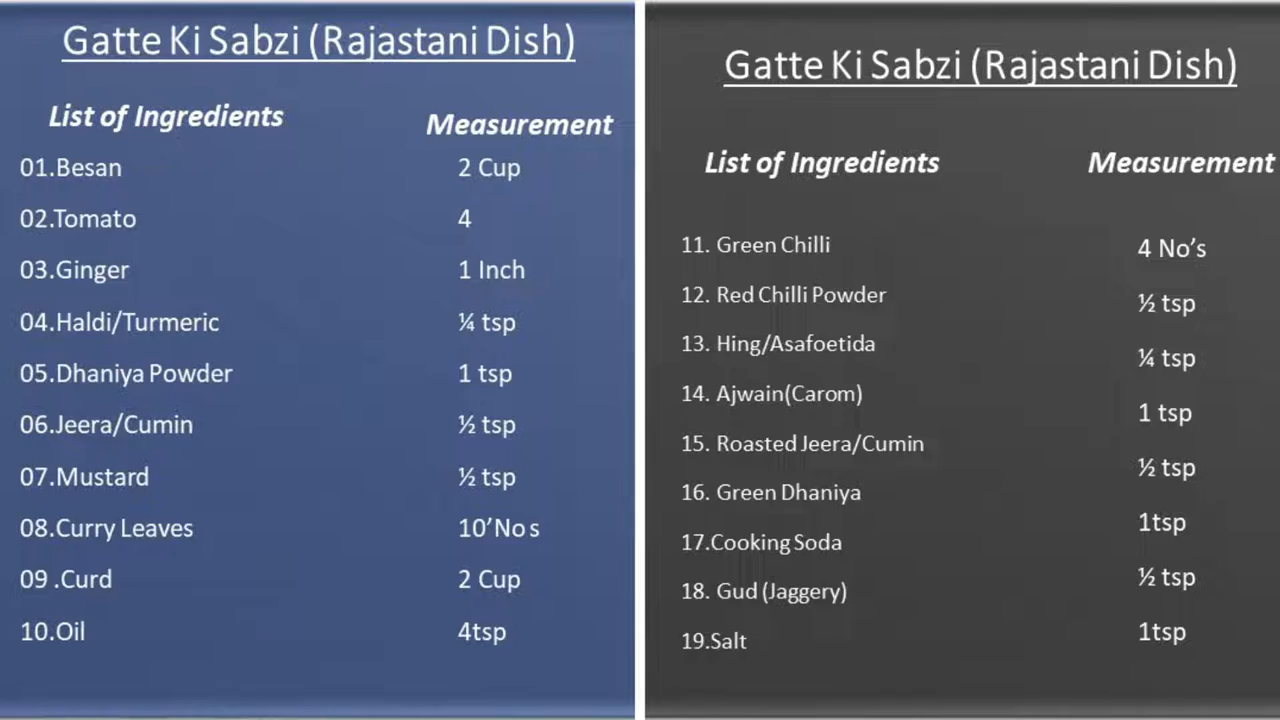 Gatte Ki Sabzi (Rajastani Dish)
List of Ingredients Measurement
01.Besan 2 Cup
02.Tomato 4
03.Ginger 1 Inch
04.Haldi/Turmeric ¼ tsp
05.Dhaniya Powder 1 tsp
06.Jeera/Cumin ½ tsp
07.Mustard ½ tsp
08.Curry Leaves 10’No s
09 .Curd 2 Cup
10.Oil 4tsp
Gatte Ki Sabzi (Rajastani Dish)
List of Ingredients Measurement
11. Green Chilli 4 No’s
12. Red Chilli Powder ½ tsp
13. Hing/Asafoetida ¼ tsp
14. Ajwain(Carom) 1 tsp
15. Roasted Jeera/Cumin ½ tsp
16. Green Dhaniya 1tsp
17.Cooking Soda ½ tsp
18. Gud (Jaggery) 1tsp
19.Salt